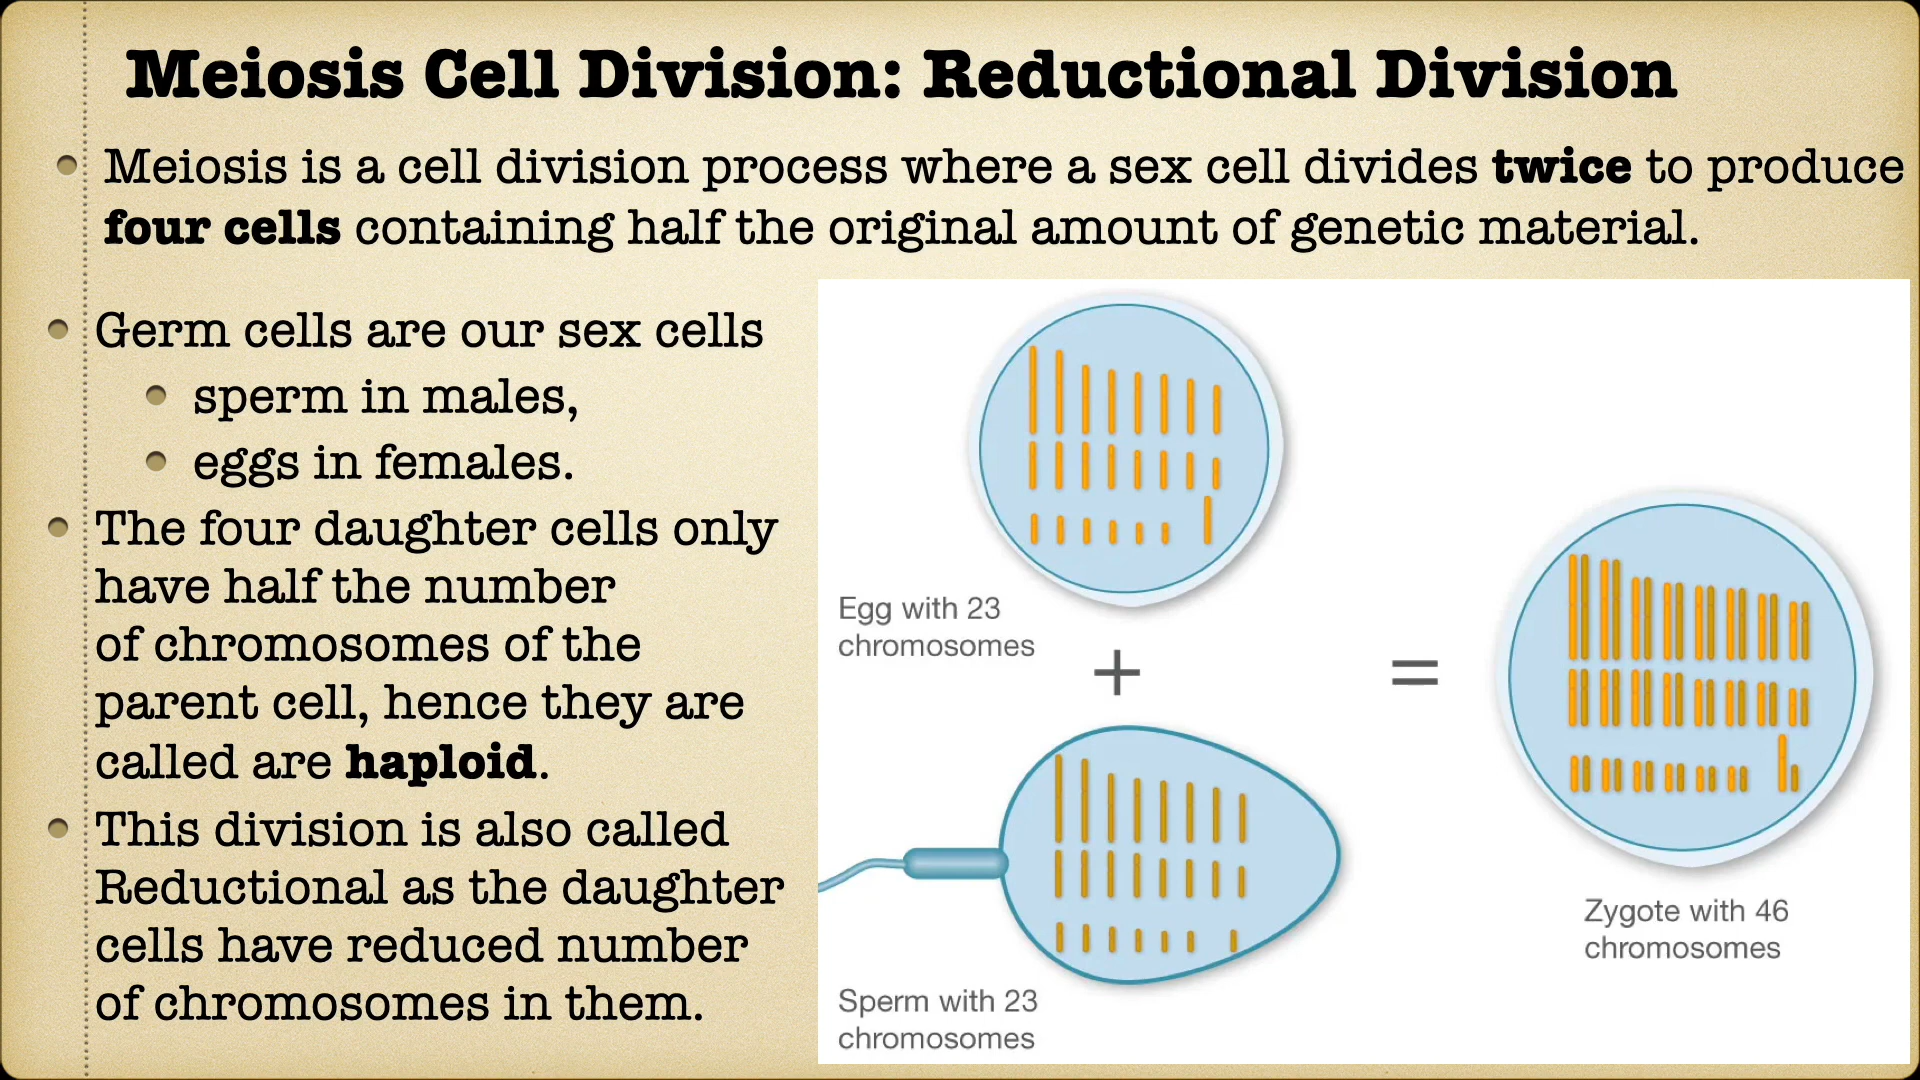 Meiosis Cell Division: Reductional Division
• Meiosis is a cell division process where a sex cell divides twice to produce
four cells containing half the original amount of genetic material.
• Germ cells are our sex cells
• sperm in males,
• eggs in females.
• The four daughter cells only
have half the number
of chromosomes of the
parent cell, hence they are
called are haploid.
• This division is also called
Reductional as the daughter
cells have reduced number
of chromosomes in them.
Egg with 23
chromosomes
+
=
Sperm with 23
chromosomes
Zygote with 46
chromosomes